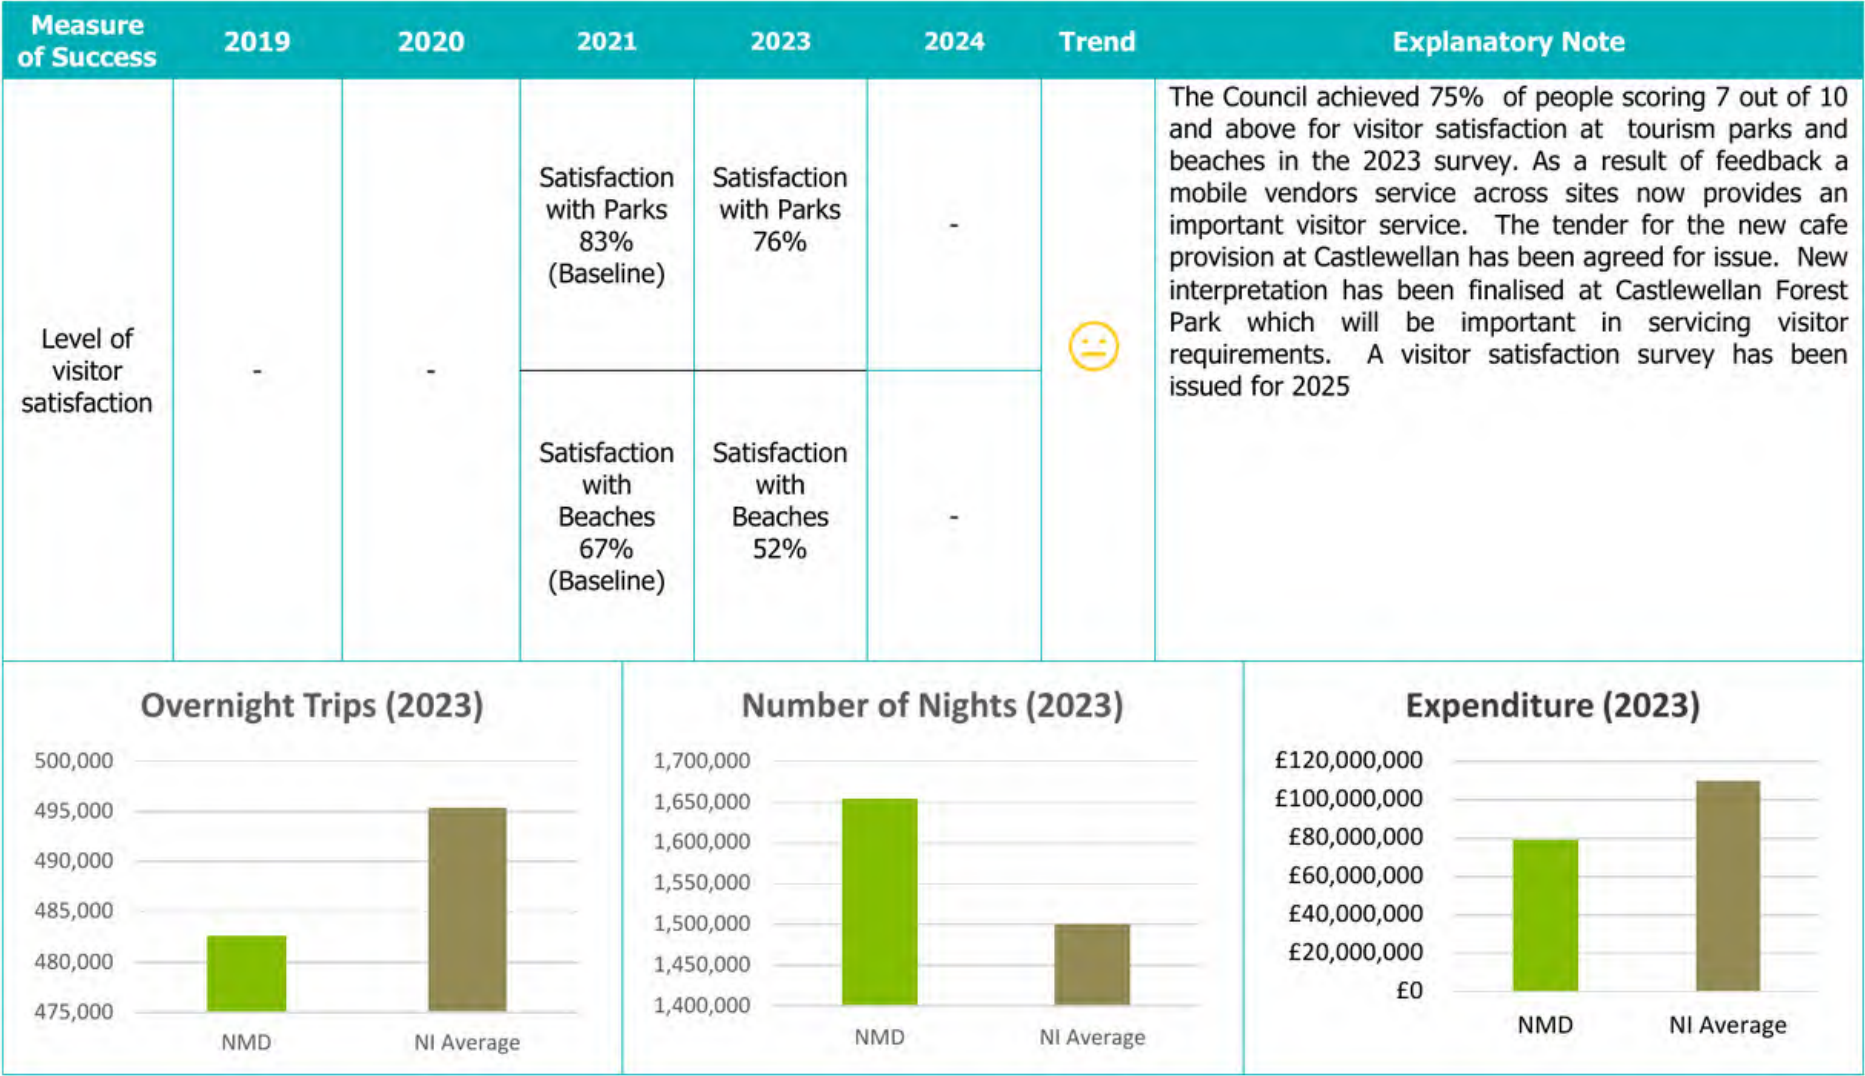 Measure
of Success
2019
2020
2021
2023
2024
Trend
Explanatory Note
Level of
visitor
satisfaction
-
-
Satisfaction
with Parks
83%
(Baseline)
Satisfaction
with Parks
76%
-
Satisfaction
with
Beaches
67%
(Baseline)
Satisfaction
with
Beaches
52%
-
The Council achieved 75% of people scoring 7 out of 10
and above for visitor satisfaction at tourism parks and
beaches in the 2023 survey. As a result of feedback a
mobile vendors service across sites now provides an
important visitor service. The tender for the new cafe
provision at Castlewellan has been agreed for issue. New
interpretation has been finalised at Castlewellan Forest
Park which will be important in servicing visitor
requirements. A visitor satisfaction survey has been
issued for 2025
Overnight Trips (2023)
500,000
495,000
490,000
485,000
480,000
475,000
NMD
NI Average
Number of Nights (2023)
1,700,000
1,650,000
1,600,000
1,550,000
1,500,000
1,450,000
1,400,000
NMD
NI Average
Expenditure (2023)
£120,000,000
£100,000,000
£80,000,000
£60,000,000
£40,000,000
£20,000,000
£0
NMD
NI Average